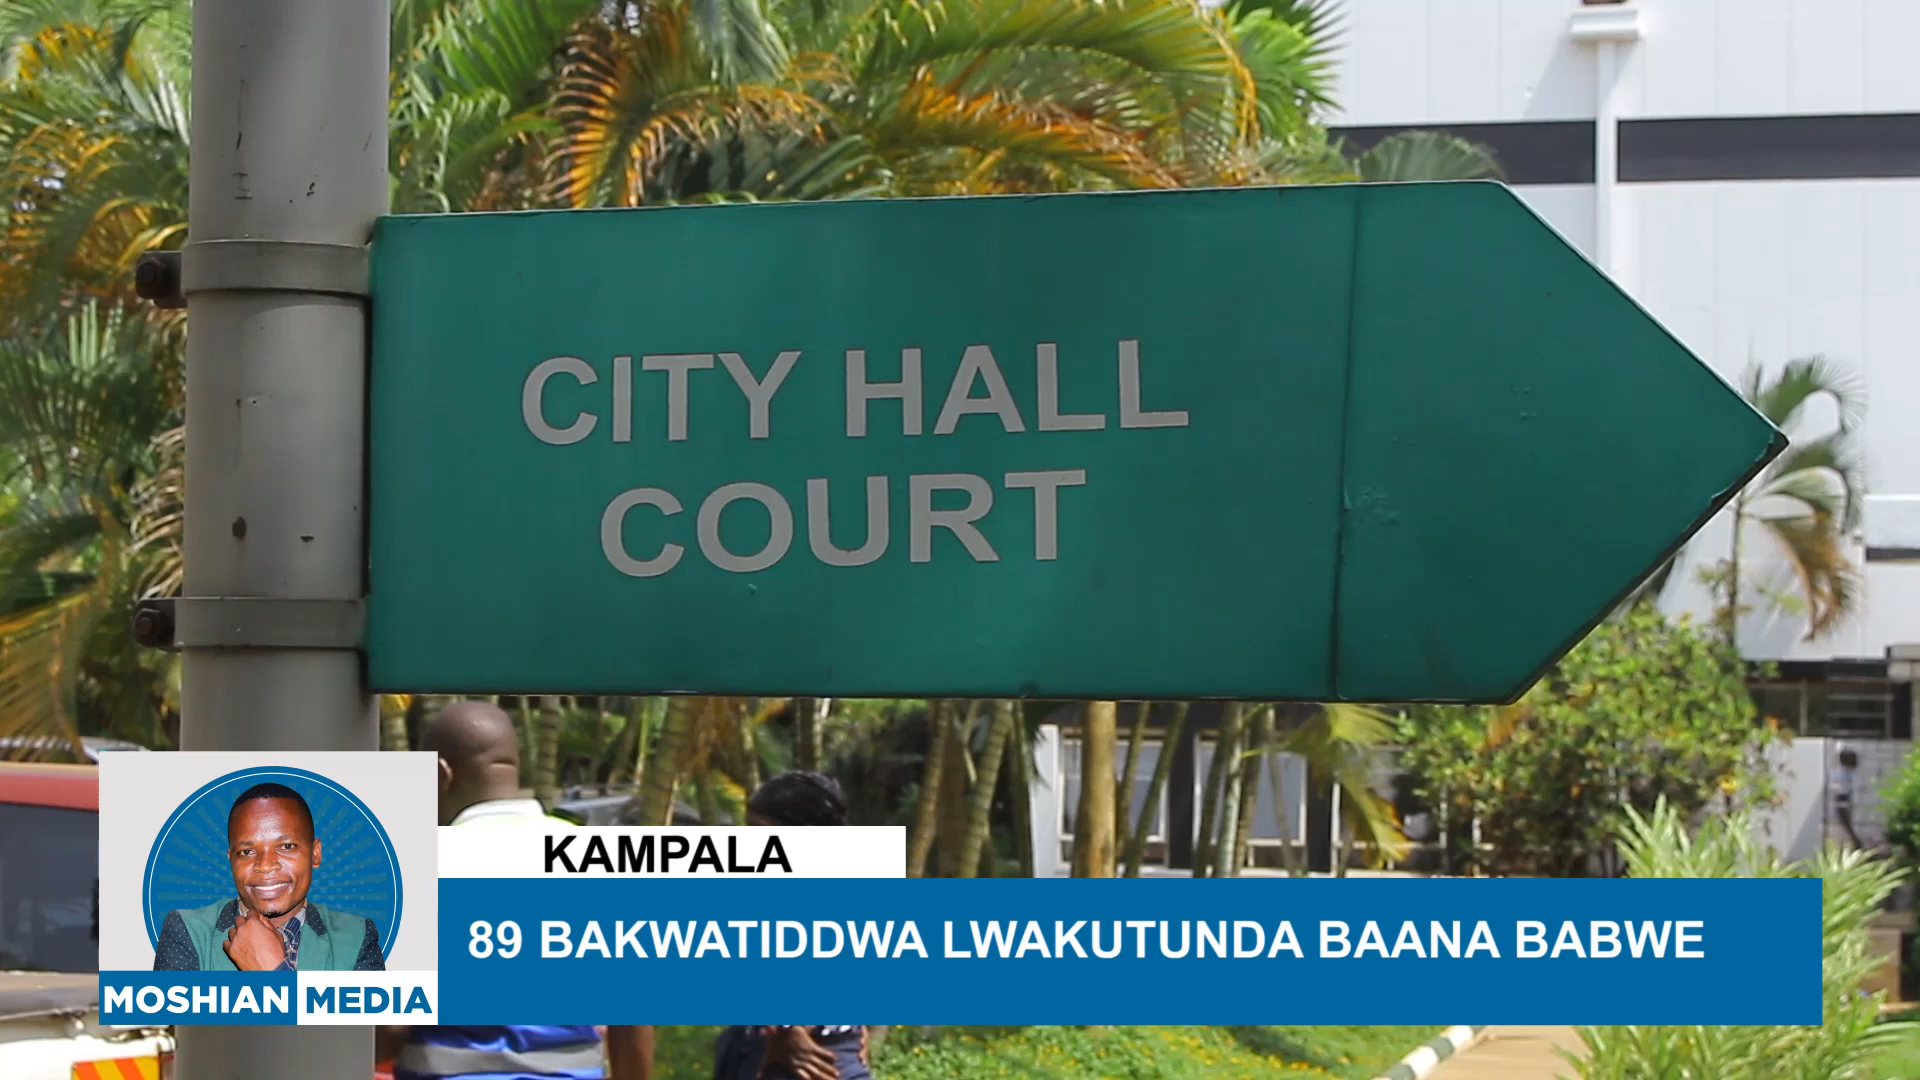 CITY HALL
COURT
KAMPALA
89 BAKWATIDDWA LWAKUTUNDA BAANA BABWE
MOSHIAN MEDIA